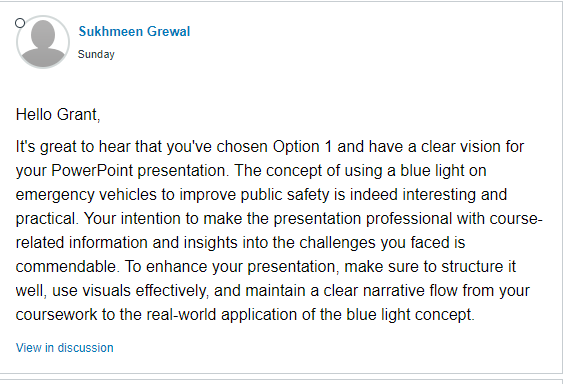 Sukhmeen Grewal
Sunday
Hello Grant,
It's great to hear that you've chosen Option 1 and have a clear vision for
your PowerPoint presentation. The concept of using a blue light on
emergency vehicles to improve public safety is indeed interesting and
practical. Your intention to make the presentation professional with course-
related information and insights into the challenges you faced is
commendable. To enhance your presentation, make sure to structure it
well, use visuals effectively, and maintain a clear narrative flow from your
coursework to the real-world application of the blue light concept.
View in discussion